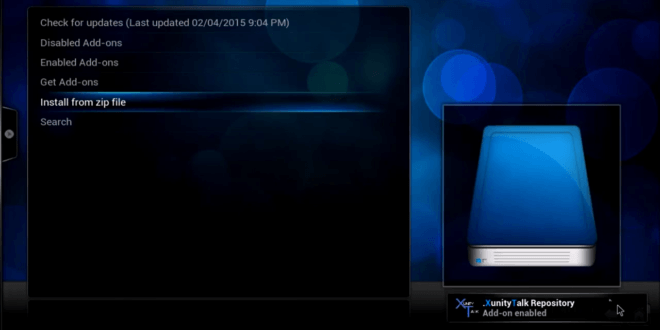 Check for updates (Last updated 02/04/2015 9:04 PM)
Disabled Add-ons
Enabled Add-ons
Get Add-ons
Install from zip file
Search
.XunityTalk Repository
Add-on enabled